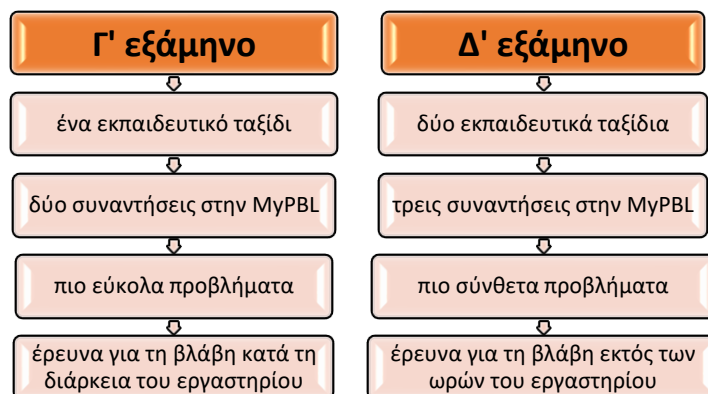 Γ' εξάμηνο
ένα εκπαιδευτικό ταξίδι
δύο συναντήσεις στην MyPBL
πιο εύκολα προβλήματα
έρευνα για τη βλάβη κατά τη
διάρκεια του εργαστηρίου
Δ' εξάμηνο
δύο εκπαιδευτικά ταξίδια
τρεις συναντήσεις στην MyPBL
πιο σύνθετα προβλήματα
έρευνα για τη βλάβη εκτός των
ωρών του εργαστηρίου